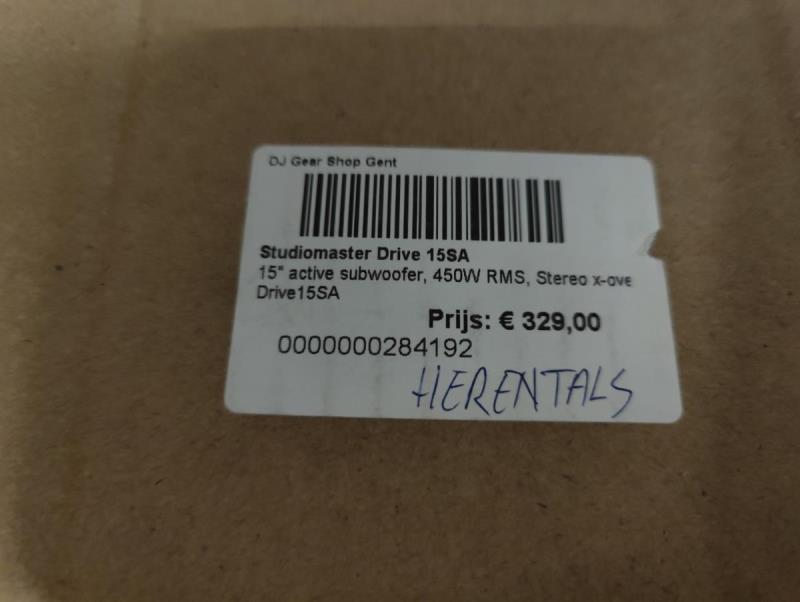 DJ Gear Shop Gent
Studiomaster Drive 15SA
15" active subwoofer, 450W RMS, Stereo x-ove
Drive15SA
Prijs: € 329,00
0000000284192
HERENTALS